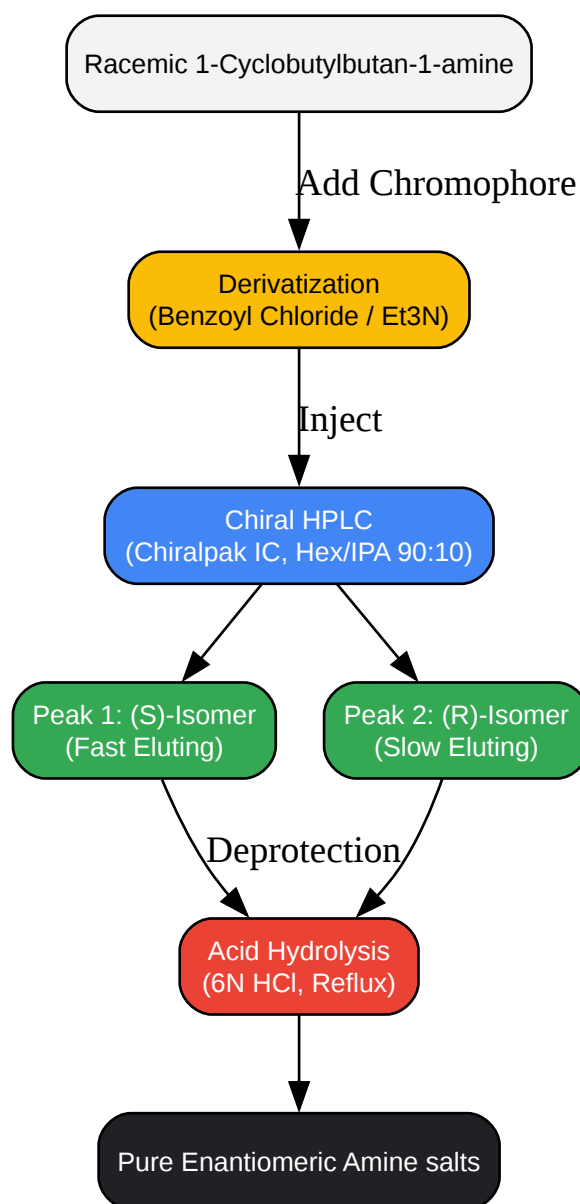 Racemic 1-Cyclobutylbutan-1-amine
Add Chromophore
Derivatization
(Benzoyl Chloride / Et3N)
Inject
Chiral HPLC
(Chiralpak IC, Hex/IPA 90:10)
Peak 1: (S)-Isomer
(Fast Eluting)
Peak 2: (R)-Isomer
(Slow Eluting)
Deprotection
Acid Hydrolysis
(6N HCl, Reflux)
Pure Enantiomeric Amine salts